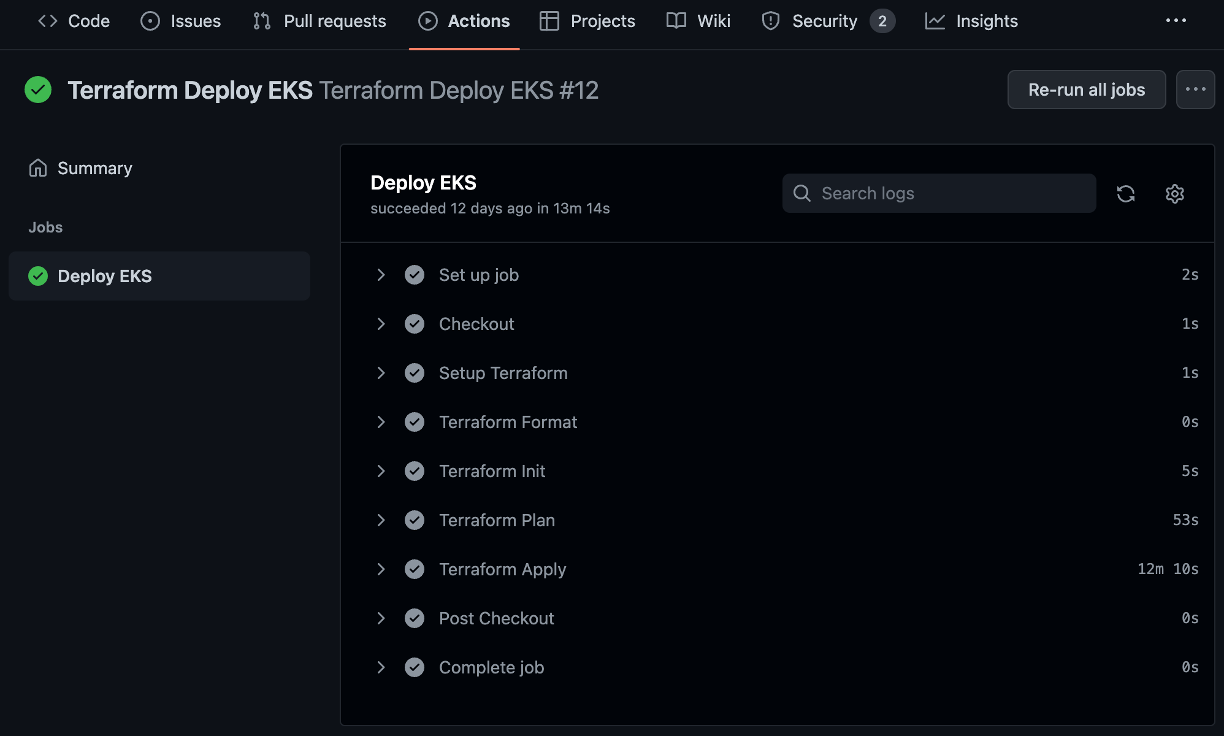 Code Issues Pull requests Actions Projects Wiki Security 2 Insights
Terraform Deploy EKS Terraform Deploy EKS #12 Re-run all jobs
Summary
Jobs
Deploy EKS
Deploy EKS
succeeded 12 days ago in 13m 14s
Search logs
Set up job 2s
Checkout 1s
Setup Terraform 1s
Terraform Format 0s
Terraform Init 5s
Terraform Plan 53s
Terraform Apply 12m 10s
Post Checkout 0s
Complete job 0s